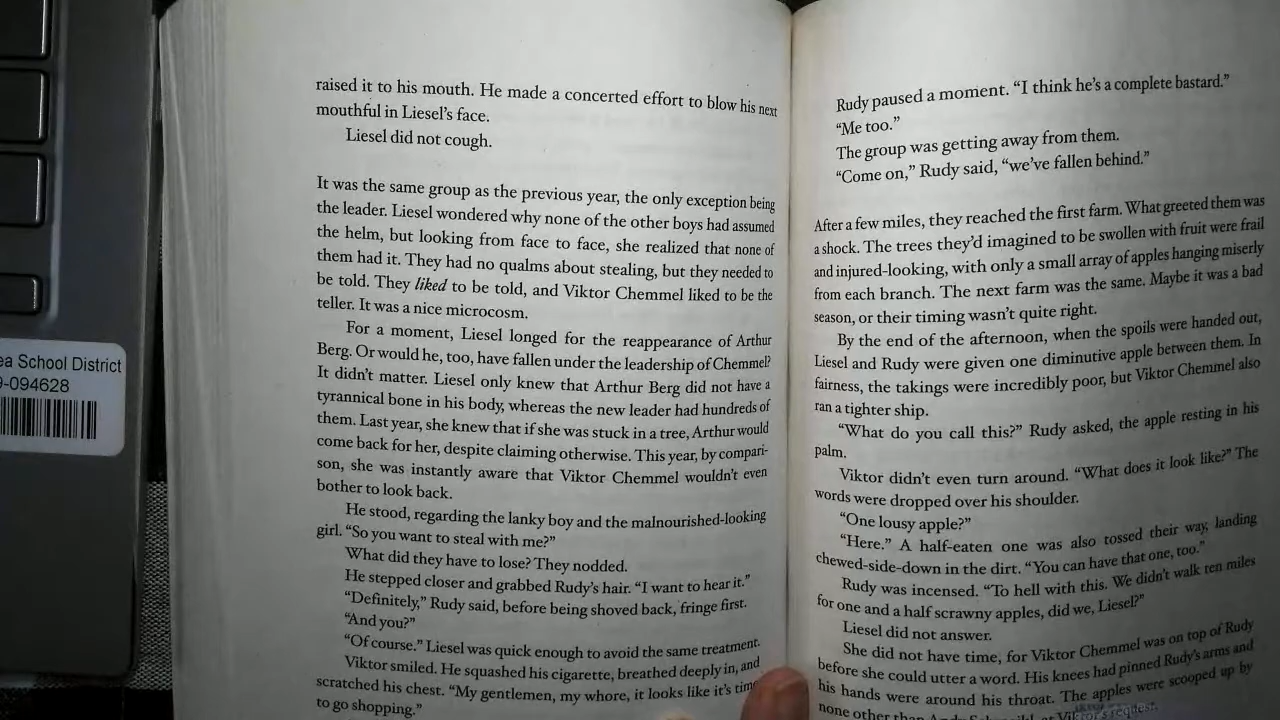 ea School District
9-094628
raised it to his mouth. He made a concerted effort to blow his next
mouthful in Liesel's face.
Liesel did not cough.
It was the same group as the previous year, the only exception being
the leader. Liesel wondered why none of the other boys had assumed
the helm, but looking from face to face, she realized that none of
them had it. They had no qualms about stealing, but they needed to
be told. They liked to be told, and Viktor Chemmel liked to be the
teller. It was a nice microcosm.
For a moment, Liesel longed for the reappearance of Arthur
Berg. Or would he, too, have fallen under the leadership of Chemmel?
It didn't matter. Liesel only knew that Arthur Berg did not have a
tyrannical bone in his body, whereas the new leader had hundreds of
them. Last year, she knew that if she was stuck in a tree, Arthur would
come back for her, despite claiming otherwise. This year, by compari-
son, she was instantly aware that Viktor Chemmel wouldn't even
bother to look back.
He stood, regarding the lanky boy and the malnourished-looking
girl. "So you want to steal with me?"
What did they have to lose? They nodded.
He stepped closer and grabbed Rudy's hair. "I want to hear it."
"Definitely," Rudy said, before being shoved back, fringe first.
"And you?"
"Of course." Liesel was quick enough to avoid the same treatment.
Viktor smiled. He squashed his cigarette, breathed deeply in, and
scratched his chest. "My gentlemen, my whore, it looks like it's time
to go shopping."
Rudy paused a moment. "I think he's a complete bastard."
"Me too."
The group was getting away from them.
"Come on," Rudy said, "we've fallen behind."
After a few miles, they reached the first farm. What greeted them was
a shock. The trees they'd imagined to be swollen with fruit were frail
and injured-looking, with only a small array of apples hanging miserly
from each branch. The next farm was the same. Maybe it was a bad
season, or their timing wasn't quite right.
By the end of the afternoon, when the spoils were handed out,
Liesel and Rudy were given one diminutive apple between them. In
fairness, the takings were incredibly poor, but Viktor Chemmel also
ran a tighter ship.
"What do you call this?" Rudy asked, the apple resting in his
palm.
Viktor didn't even turn around. "What does it look like?" The
words were dropped over his shoulder.
"One lousy apple?"
"Here." A half-eaten one was also tossed their way, landing
chewed-side-down in the dirt. "You can have that one, too."
Rudy was incensed. "To hell with this. We didn't walk ten miles
for one and a half scrawny apples, did we, Liesel?"
Liesel did not answer.
She did not have time, for Viktor Chemmel was on top of Rudy
before she could utter a word. His knees had pinned Rudy's arms and
his hands were around his throat. The apples were scooped up by
none other than Viktor's request.